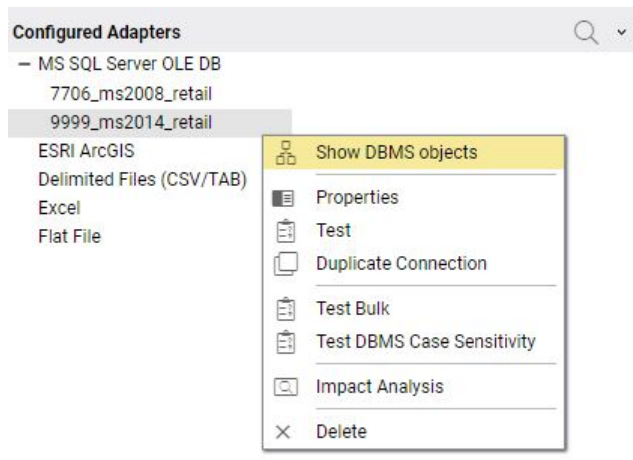 Configured Adapters
MS SQL Server OLE DB
7706_ms2008_retail
9999_ms2014_retail
ESRI ArcGIS
Delimited Files (CSV/TAB)
Excel
Flat File
Show DBMS objects
Properties
Test
Duplicate Connection
Test Bulk
Test DBMS Case Sensitivity
Impact Analysis
Delete